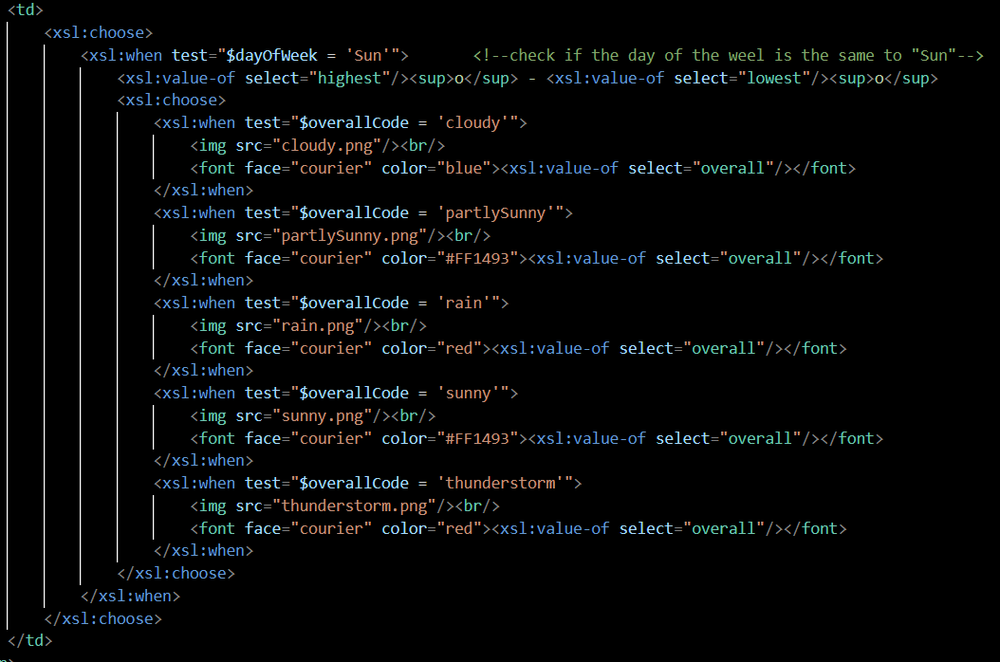 <td>
<xsl:choose>
<xsl:when test="$dayOfWeek = 'Sun'"> <!--check if the day of the weel is the same to "Sun"-->
<xsl:value-of select="highest"/><sup>o</sup> - <xsl:value-of select="lowest"/><sup>o</sup>
<xsl:choose>
<xsl:when test="$overallCode = 'cloudy'">
<img src="cloudy.png"/><br/>
<font face="courier" color="blue"><xsl:value-of select="overall"/></font>
</xsl:when>
<xsl:when test="$overallCode = 'partlySunny'">
<img src="partlySunny.png"/><br/>
<font face="courier" color="#FF1493"><xsl:value-of select="overall"/></font>
</xsl:when>
<xsl:when test="$overallCode = 'rain'">
<img src="rain.png"/><br/>
<font face="courier" color="red"><xsl:value-of select="overall"/></font>
</xsl:when>
<xsl:when test="$overallCode = 'sunny'">
<img src="sunny.png"/><br/>
<font face="courier" color="#FF1493"><xsl:value-of select="overall"/></font>
</xsl:when>
<xsl:when test="$overallCode = 'thunderstorm'">
<img src="thunderstorm.png"/><br/>
<font face="courier" color="red"><xsl:value-of select="overall"/></font>
</xsl:when>
</xsl:choose>
</xsl:when>
</xsl:choose>
</td>